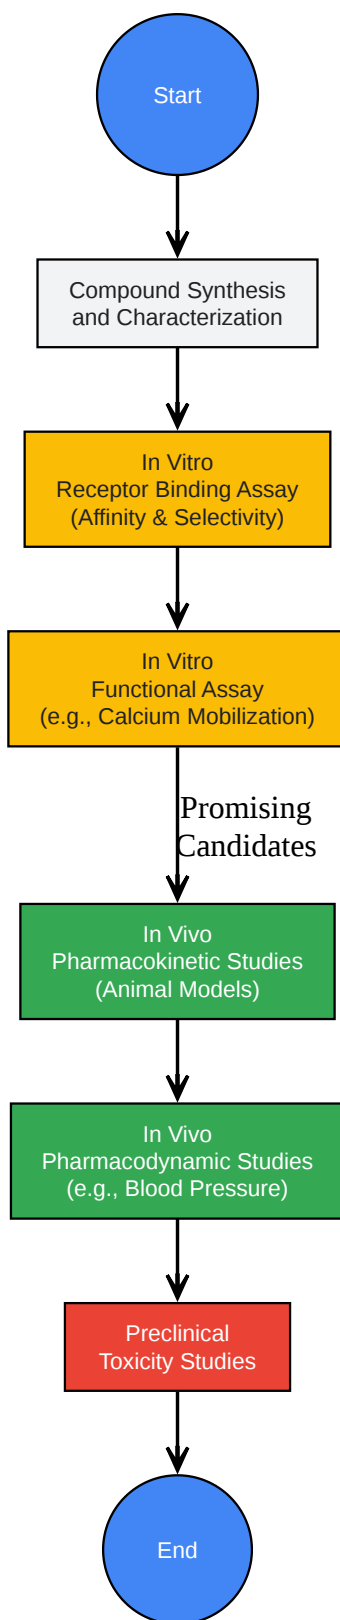 Start
Compound Synthesis
and Characterization
In Vitro
Receptor Binding Assay
(Affinity & Selectivity)
In Vitro
Functional Assay
(e.g., Calcium Mobilization)
Promising
Candidates
In Vivo
Pharmacokinetic Studies
(Animal Models)
In Vivo
Pharmacodynamic Studies
(e.g., Blood Pressure)
Preclinical
Toxicity Studies
End